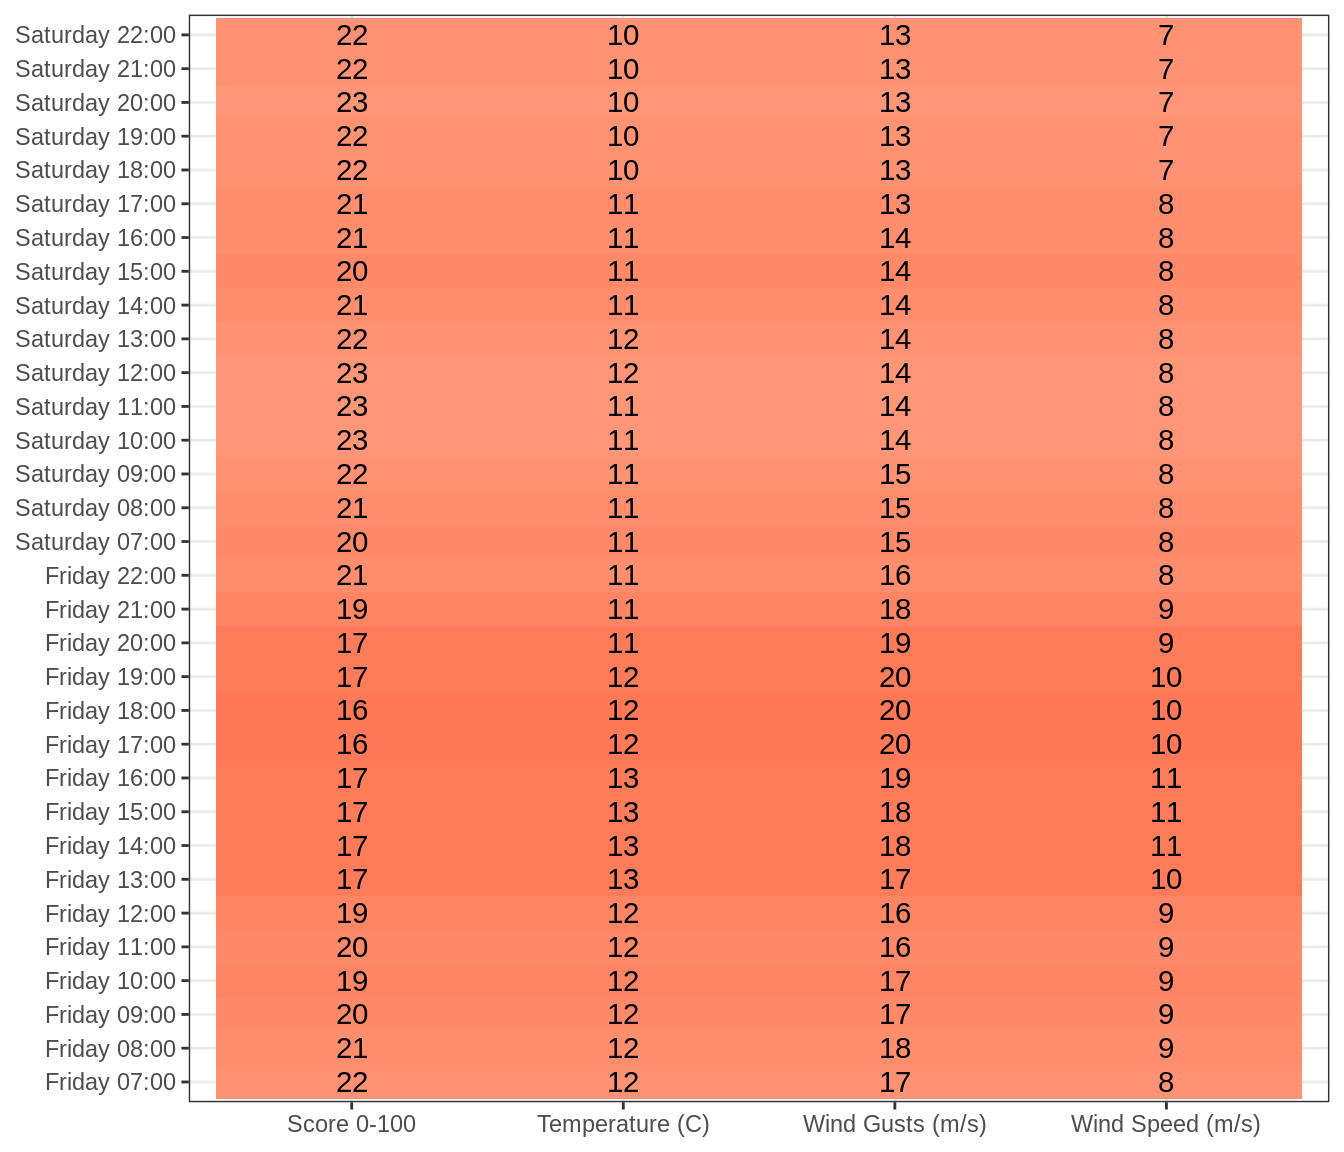 Saturday 22:00 22 10 13 7
Saturday 21:00 22 10 13 7
Saturday 20:00 23 10 13 7
Saturday 19:00 22 10 13 7
Saturday 18:00 22 10 13 7
Saturday 17:00 21 11 13 8
Saturday 16:00 21 11 14 8
Saturday 15:00 20 11 14 8
Saturday 14:00 21 11 14 8
Saturday 13:00 22 12 14 8
Saturday 12:00 23 12 14 8
Saturday 11:00 23 11 14 8
Saturday 10:00 23 11 14 8
Saturday 09:00 22 11 15 8
Saturday 08:00 21 11 15 8
Saturday 07:00 20 11 15 8
Friday 22:00 21 11 16 8
Friday 21:00 19 11 18 9
Friday 20:00 17 11 19 9
Friday 19:00 17 12 20 10
Friday 18:00 16 12 20 10
Friday 17:00 16 12 20 10
Friday 16:00 17 13 19 11
Friday 15:00 17 13 18 11
Friday 14:00 17 13 18 11
Friday 13:00 17 13 17 10
Friday 12:00 19 12 16 9
Friday 11:00 20 12 16 9
Friday 10:00 19 12 17 9
Friday 09:00 20 12 17 9
Friday 08:00 21 12 18 9
Friday 07:00 22 12 17 8
Score 0-100 Temperature (C) Wind Gusts (m/s) Wind Speed (m/s)